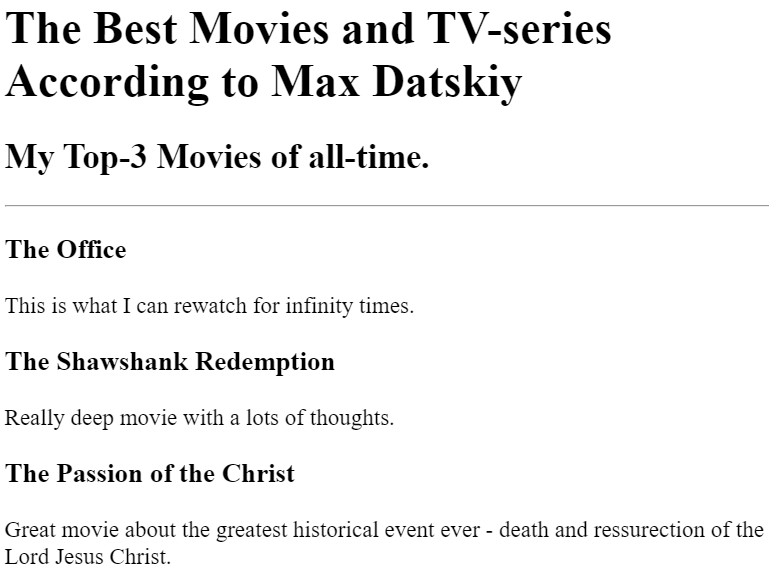 The Best Movies and TV-series
According to Max Datskiy
My Top-3 Movies of all-time.
The Office
This is what I can rewatch for infinity times.
The Shawshank Redemption
Really deep movie with a lots of thoughts.
The Passion of the Christ
Great movie about the greatest historical event ever - death and ressurection of the
Lord Jesus Christ.